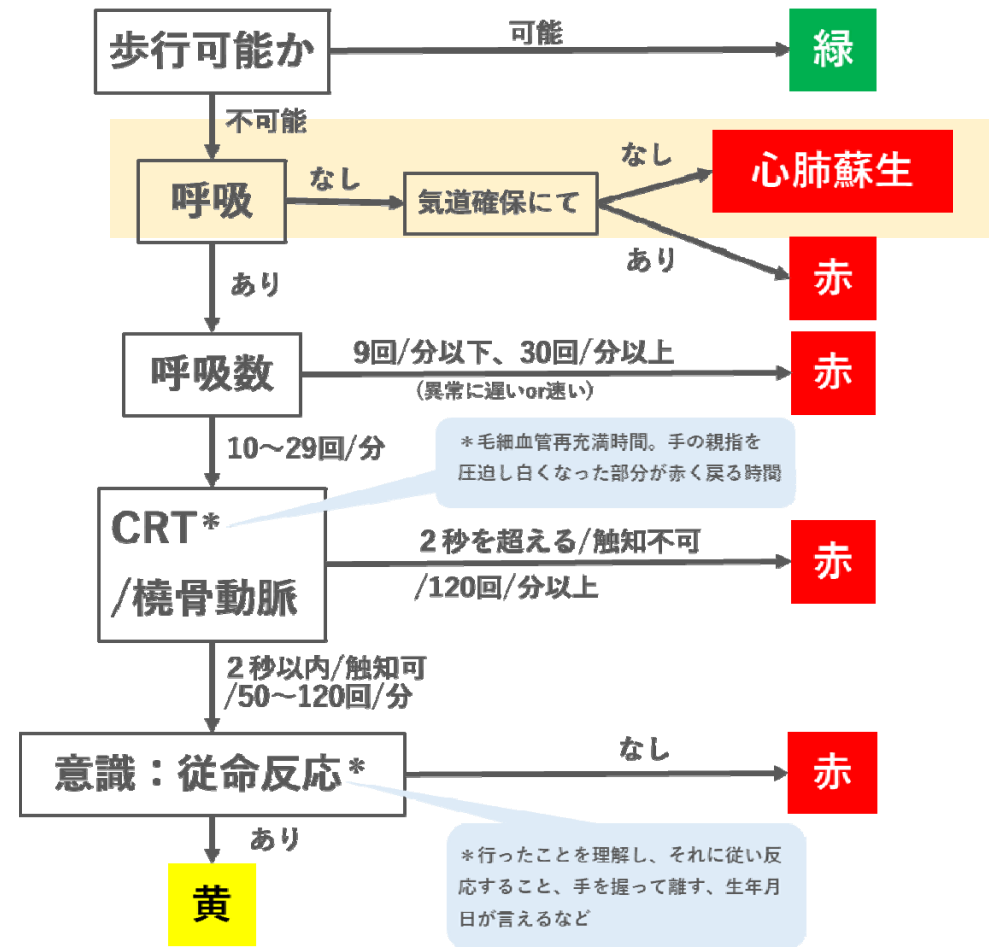 歩行可能か
可能
緑
不可能
呼吸
なし
気道確保にて
なし
心肺蘇生
あり
赤
あり
呼吸数
9回/分以下、30回/分以上
(異常に遅いor速い)
赤
10～29回/分
＊毛細血管再充満時間。手の親指を
圧迫し白くなった部分が赤く戻る時間
CRT*
/橈骨動脈
２秒を超える/触知不可
/120回/分以上
赤
２秒以内/触知可
/50～120回/分
意識：従命反応*
なし
赤
あり
＊行ったことを理解し、それに従い反
応すること、手を握って離す、生年月
日が言えるなど
黄